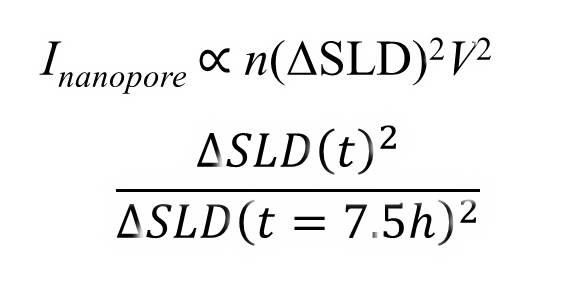 I_nanopore ∝ n(ΔSLD)²V²
ΔSLD(t)²
ΔSLD(t = 7.5h)²